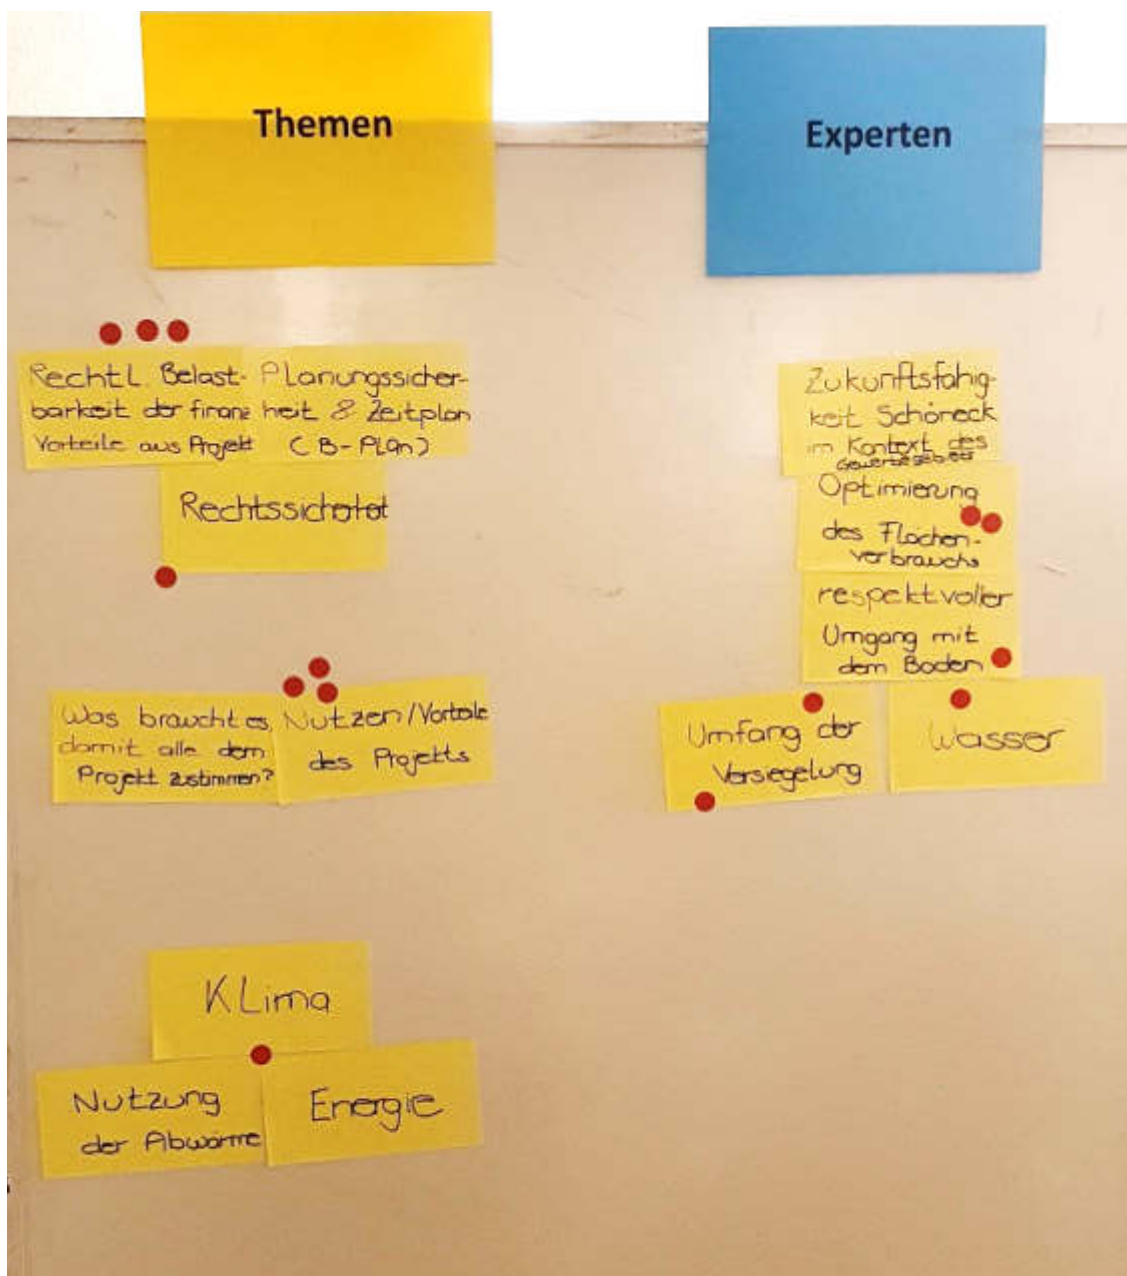 Themen
Experten
Rechtl. Belast-
barkeit der finanz
Vorteile aus Projekt
Planungssicher-
heit & Zeitplan
(B-Plan)
Rechtssicherheit
Was braucht es,
damit alle dem
Projekt zustimmen?
Nutzen/Vorteile
des Projekts
Klima
Nutzung
der Abwärme
Energie
Zukunftsfähig-
keit Schöneck
im Kontext des
Gewerbegebiets
Optimierung
des Flächen-
verbrauchs
respektvoller
Umgang mit
dem Boden
Umfang der
Versiegelung
Wasser